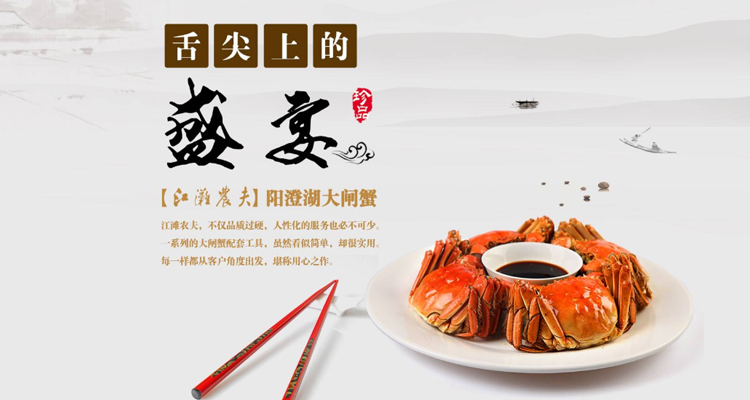 舌尖上的
盛宴
珍品
【江滩农夫】阳澄湖大闸蟹
江滩农夫，不仅品质过硬，人性化的服务也必不可少。
一系列的大闸蟹配套工具，虽然看似简单，却很实用。
每一样都从客户角度出发，堪称用心之作。